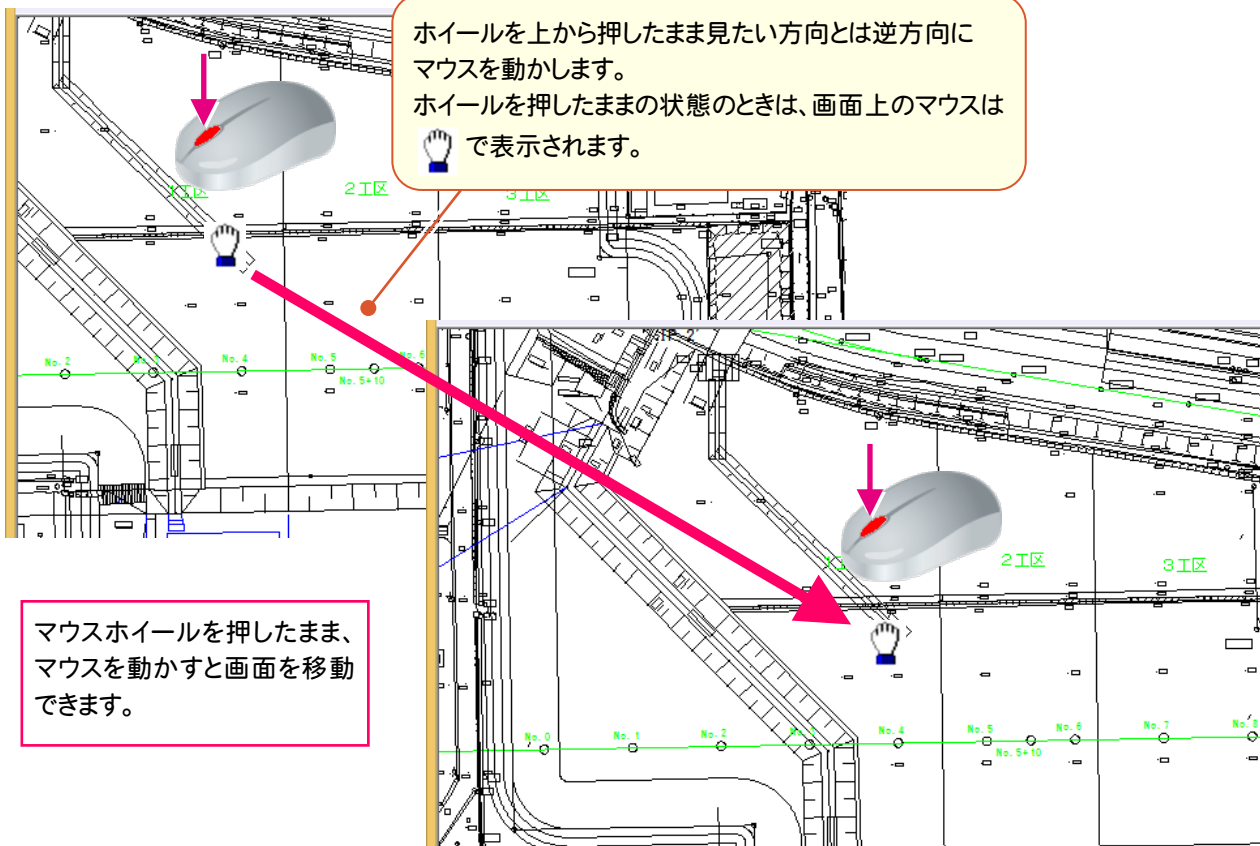 ホイールを上から押したまま見たい方向とは逆方向に
マウスを動かします。
ホイールを押したままの状態のときは、画面上のマウスは
で表示されます。
1工区
2工区
3工区
No.2
No.4
No.5
No.6
No.5+10
マウスホイールを押したまま、
マウスを動かすと画面を移動
できます。
2工区
3工区
No.0
No.1
No.2
No.4
No.5
No.6
No.7
No.8
No.5+10